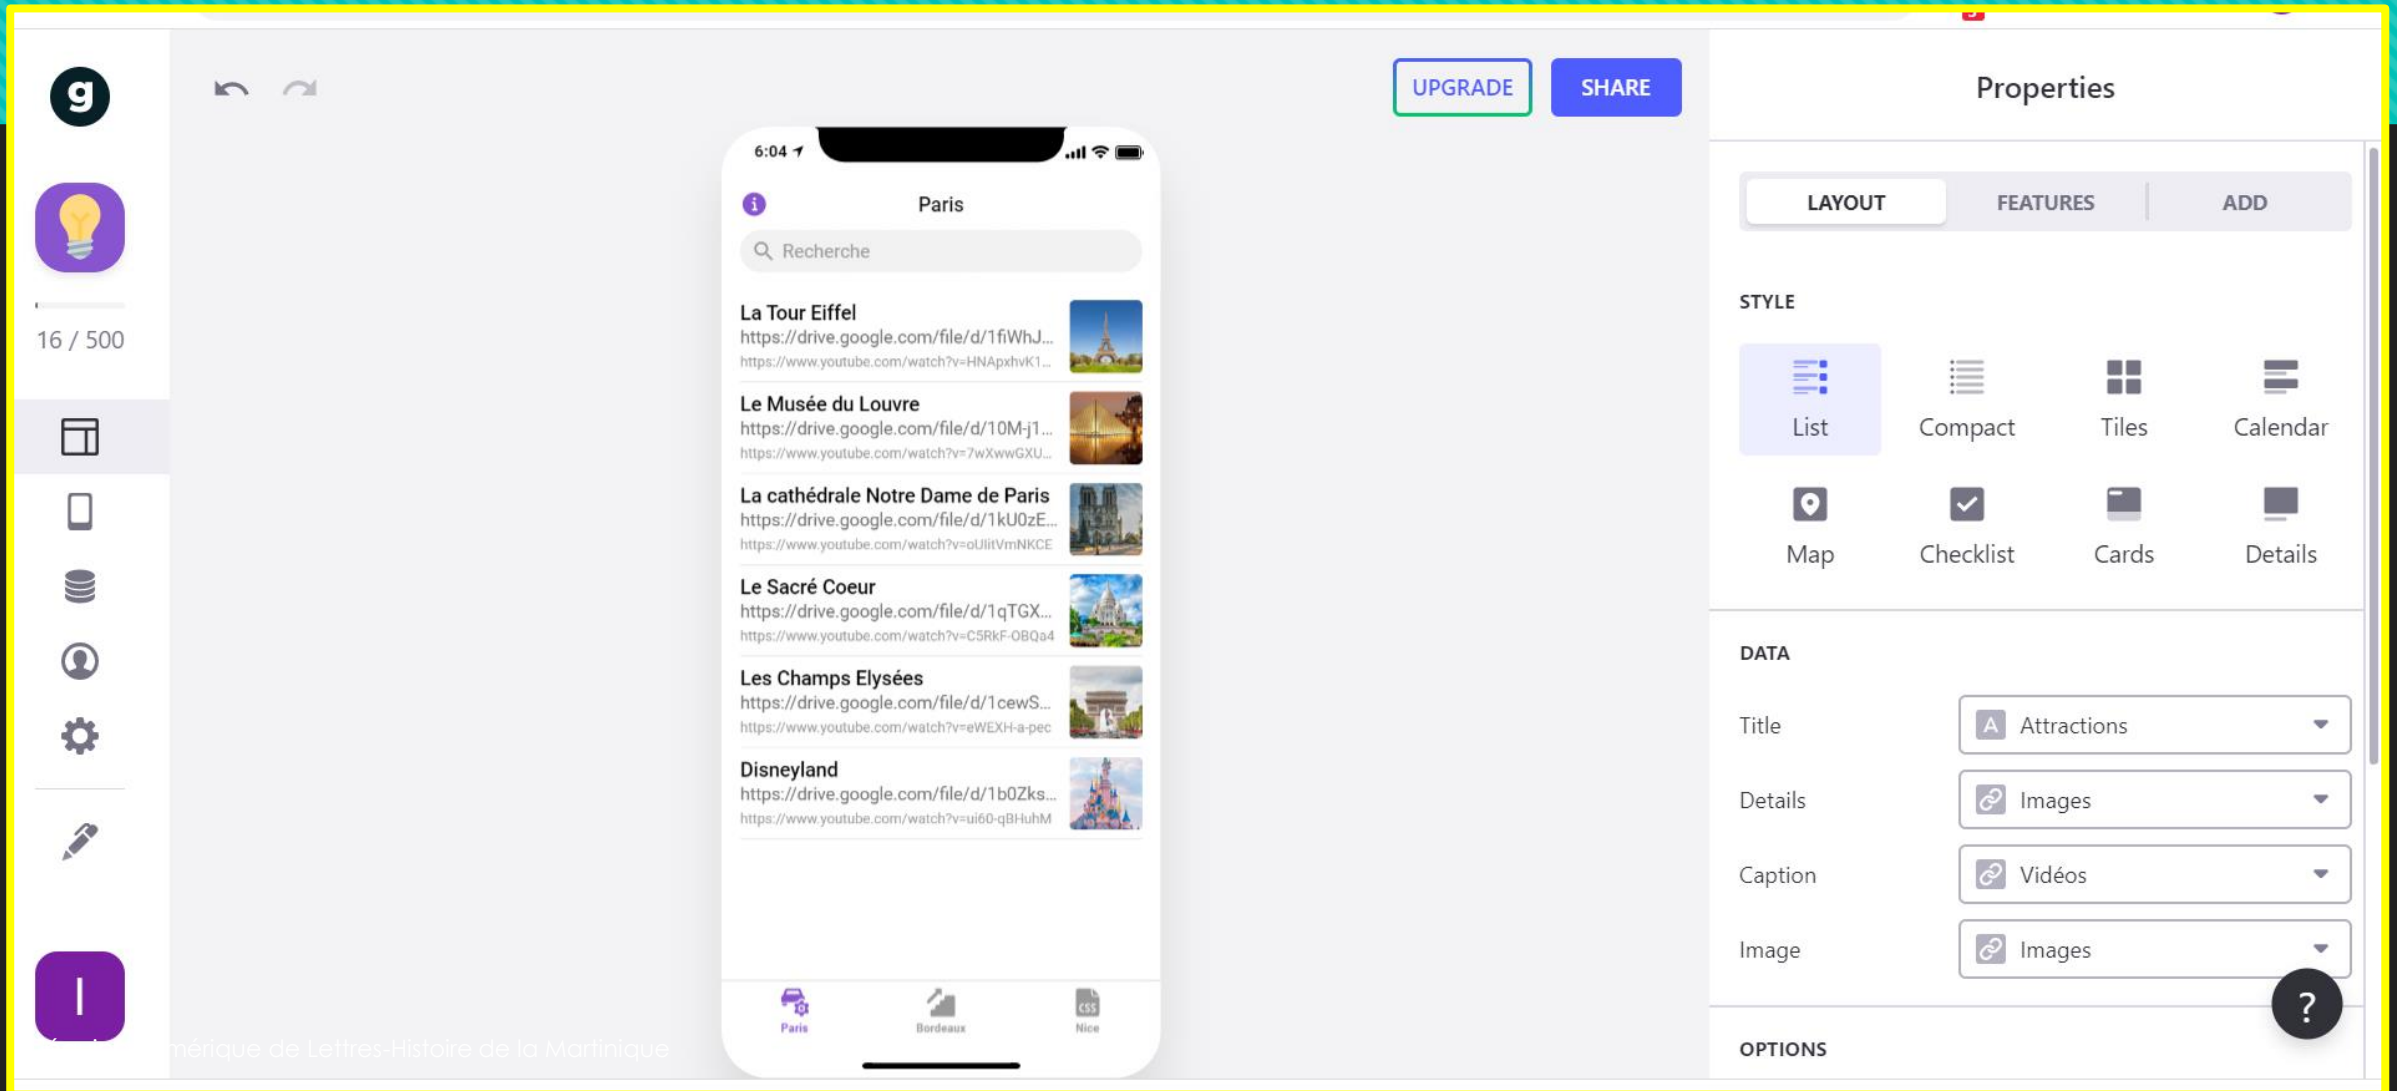 g
UPGRADE
SHARE
Properties
16 / 500
6:04
Paris
Recherche
La Tour Eiffel
https://drive.google.com/file/d/1fiWhJ...
https://www.youtube.com/watch?v=HNApxhvK1...
Le Musée du Louvre
https://drive.google.com/file/d/10M-j1...
https://www.youtube.com/watch?v=7wXwwGXU...
La cathédrale Notre Dame de Paris
https://drive.google.com/file/d/1kU0zE...
https://www.youtube.com/watch?v=oUIitVmNKCE
Le Sacré Coeur
https://drive.google.com/file/d/1qTGX...
https://www.youtube.com/watch?v=C5RkF-OBQa4
Les Champs Elysées
https://drive.google.com/file/d/1cewS...
https://www.youtube.com/watch?v=eWEXH-a-pec
Disneyland
https://drive.google.com/file/d/1b0Zks...
https://www.youtube.com/watch?v=ui60-qBHuhM
Paris
Bordeaux
CSS
Nice
LAYOUT
FEATURES
ADD
STYLE
List
Compact
Tiles
Calendar
Map
Checklist
Cards
Details
DATA
Title
A Attractions
Details
Images
Caption
Vidéos
Image
Images
?
OPTIONS
I
mérique de Lettres-Histoire de la Martinique